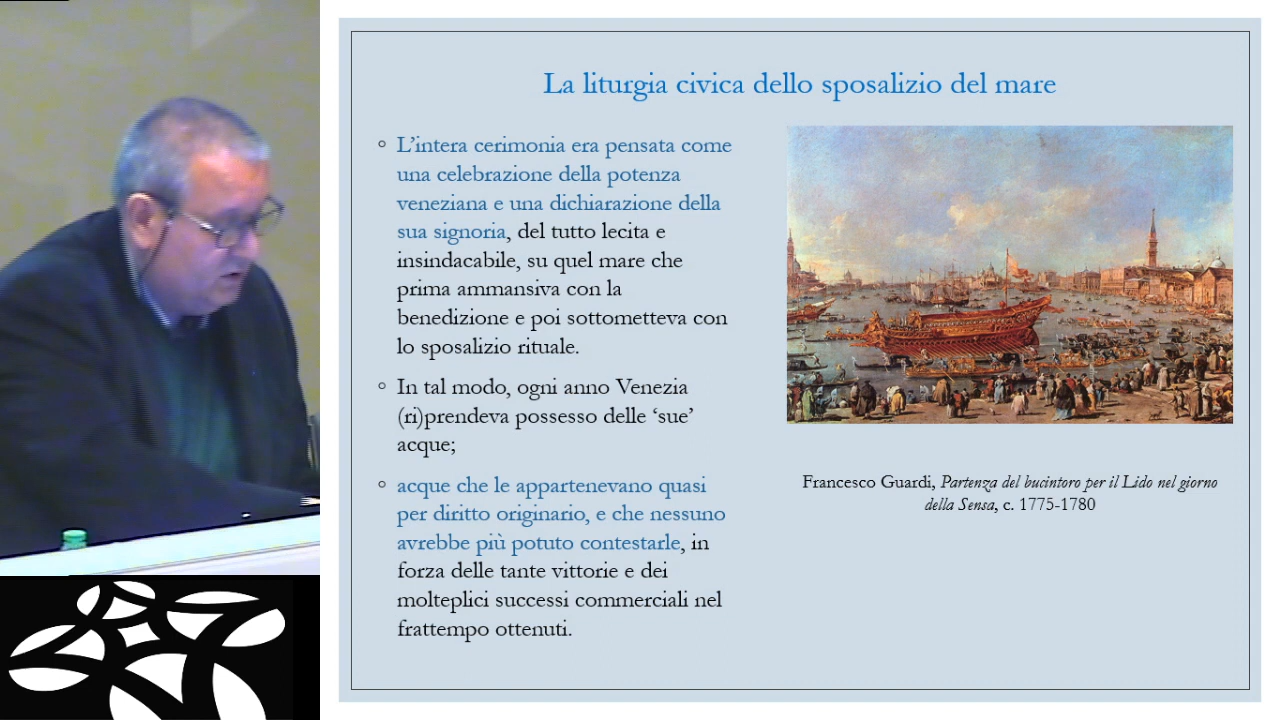 La liturgia civica dello sposalizio del mare
◦ L’intera cerimonia era pensata come
una celebrazione della potenza
veneziana e una dichiarazione della
sua signoria, del tutto lecita e
insindacabile, su quel mare che
prima ammansiva con la
benedizione e poi sottometteva con
lo sposalizio rituale.
◦ In tal modo, ogni anno Venezia
(ri)prendeva possesso delle ‘sue’
acque;
◦ acque che le appartenevano quasi
per diritto originario, e che nessuno
avrebbe più potuto contestarle, in
forza delle tante vittorie e dei
molteplici successi commerciali nel
frattempo ottenuti.
Francesco Guardi, Partenza del bucintoro per il Lido nel giorno
della Sensa, c. 1775-1780